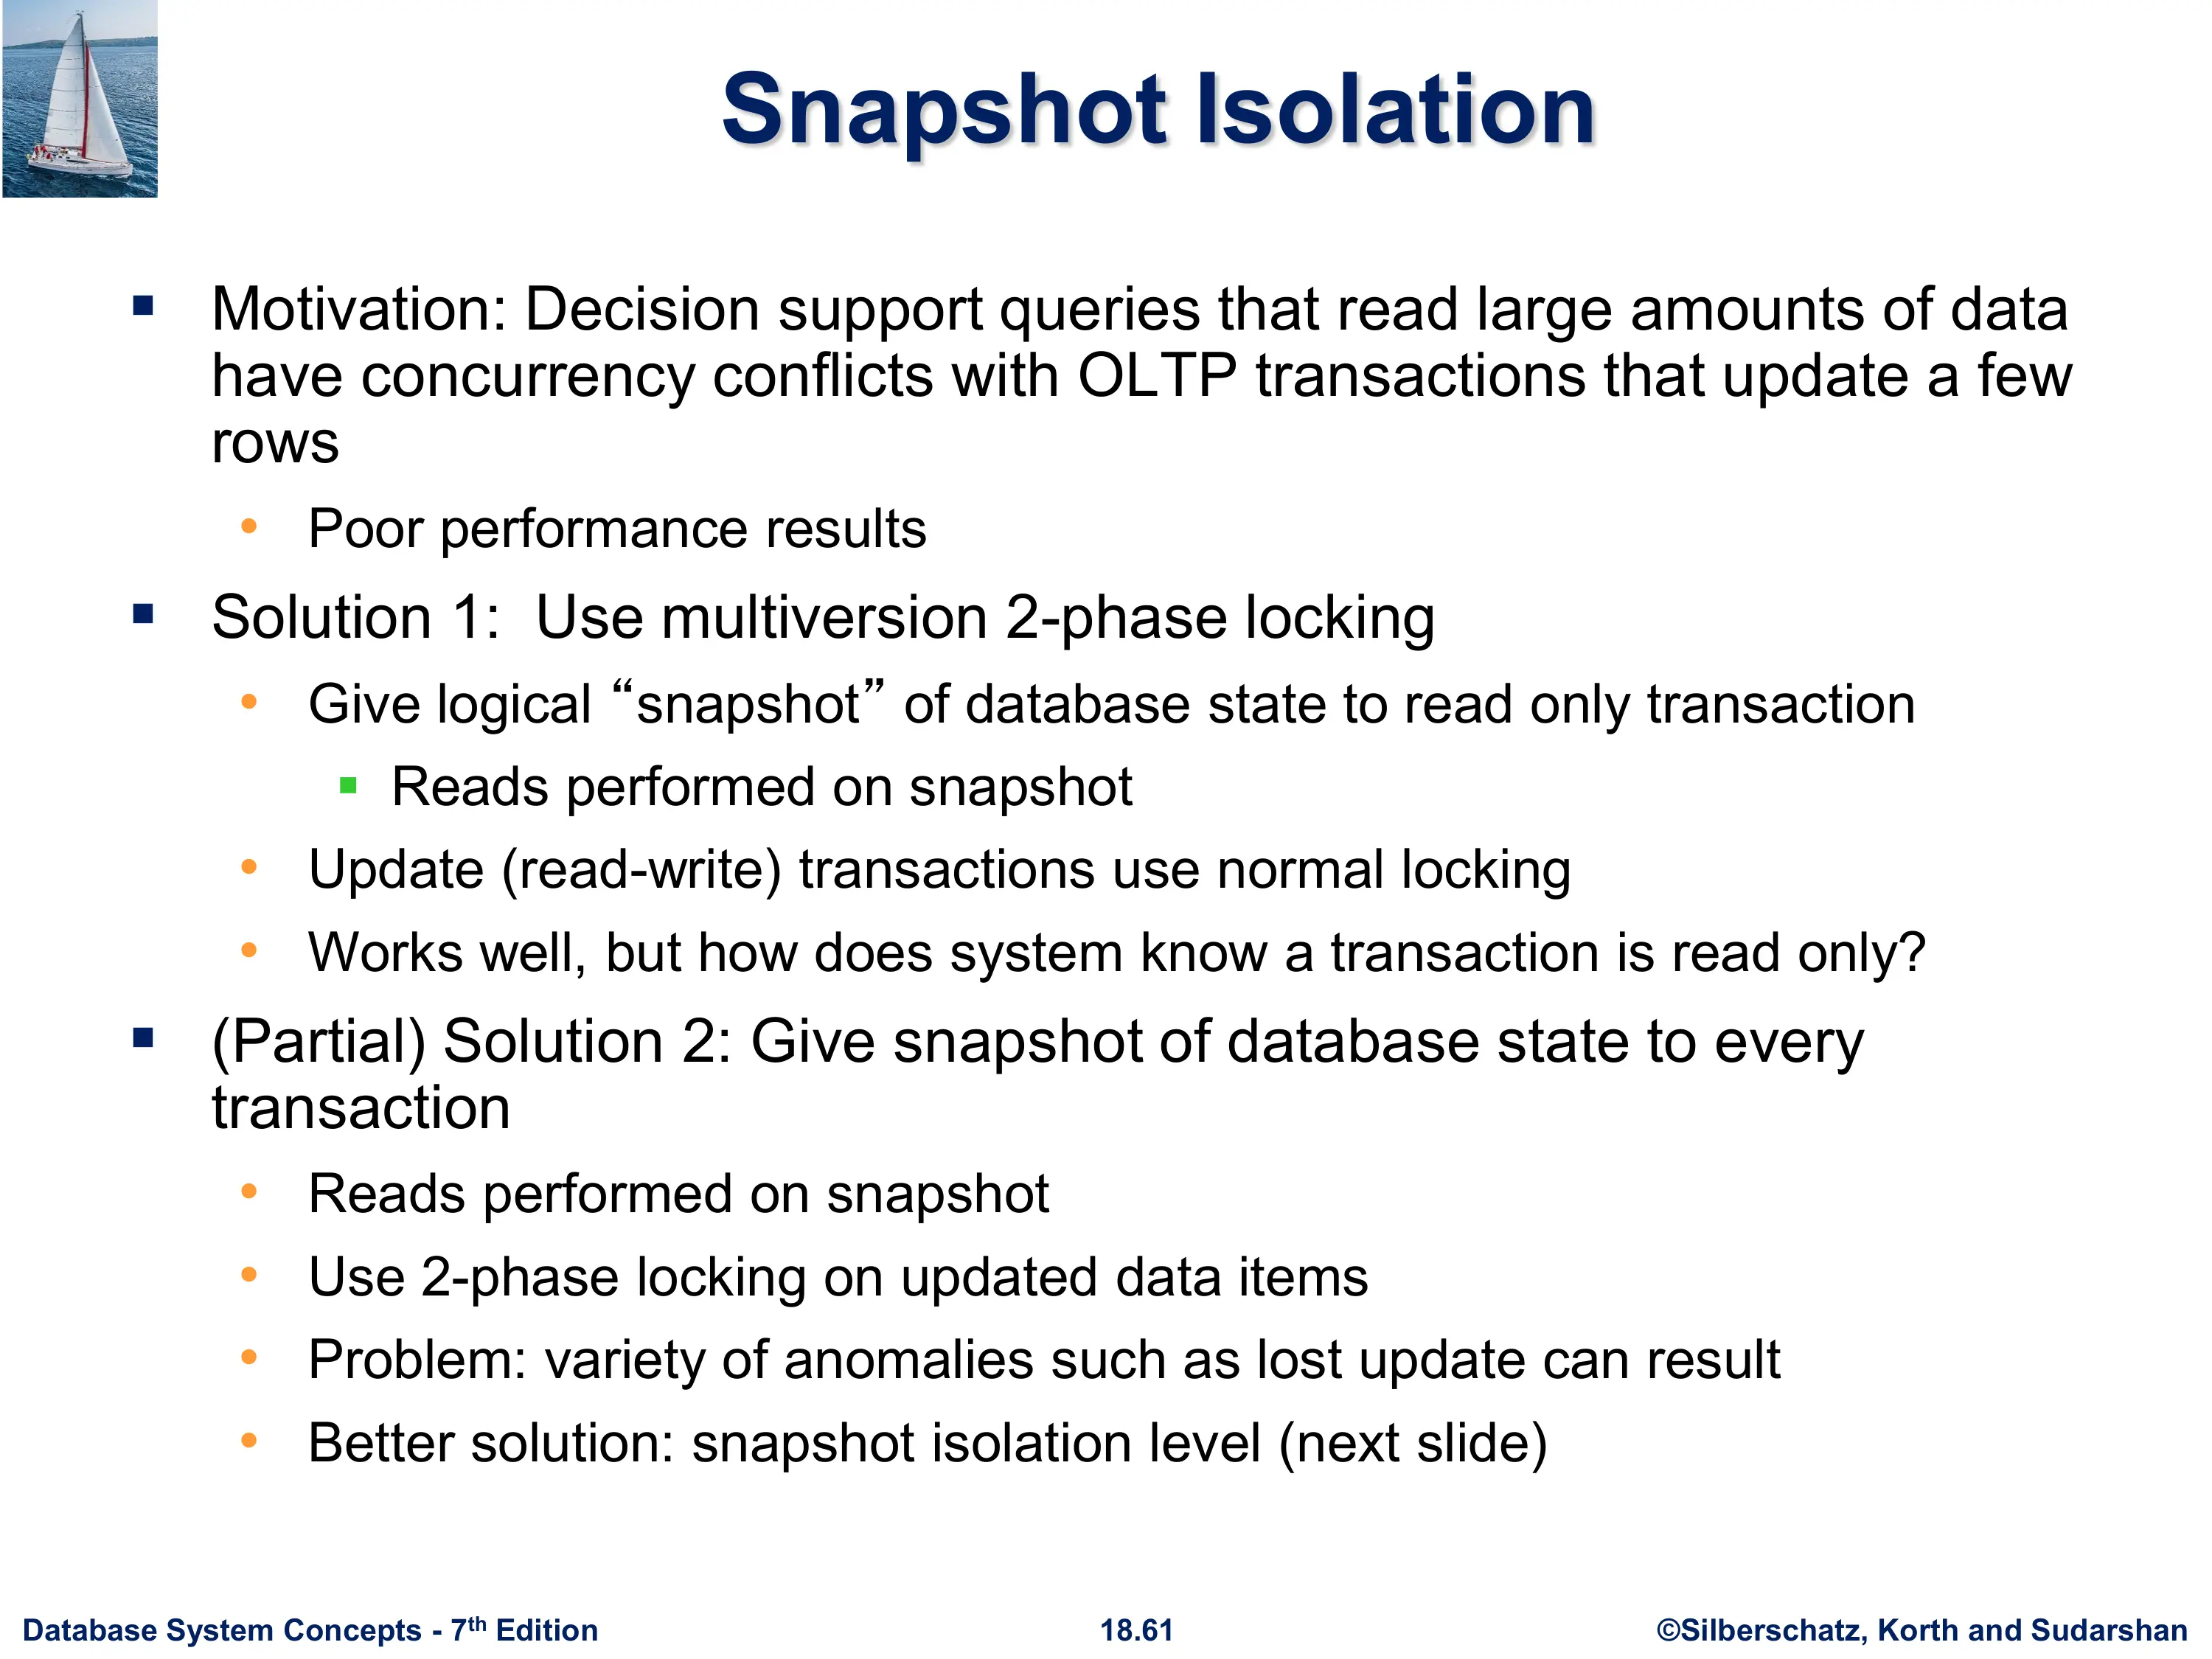 Snapshot Isolation
▪ Motivation: Decision support queries that read large amounts of data
have concurrency conflicts with OLTP transactions that update a few
rows
• Poor performance results
▪ Solution 1:  Use multiversion 2-phase locking
• Give logical “snapshot” of database state to read only transaction
▪ Reads performed on snapshot
• Update (read-write) transactions use normal locking
• Works well, but how does system know a transaction is read only?
▪ (Partial) Solution 2: Give snapshot of database state to every
transaction
• Reads performed on snapshot
• Use 2-phase locking on updated data items
• Problem: variety of anomalies such as lost update can result
• Better solution: snapshot isolation level (next slide)
Database System Concepts - 7th Edition
18.61
©Silberschatz, Korth and Sudarshan